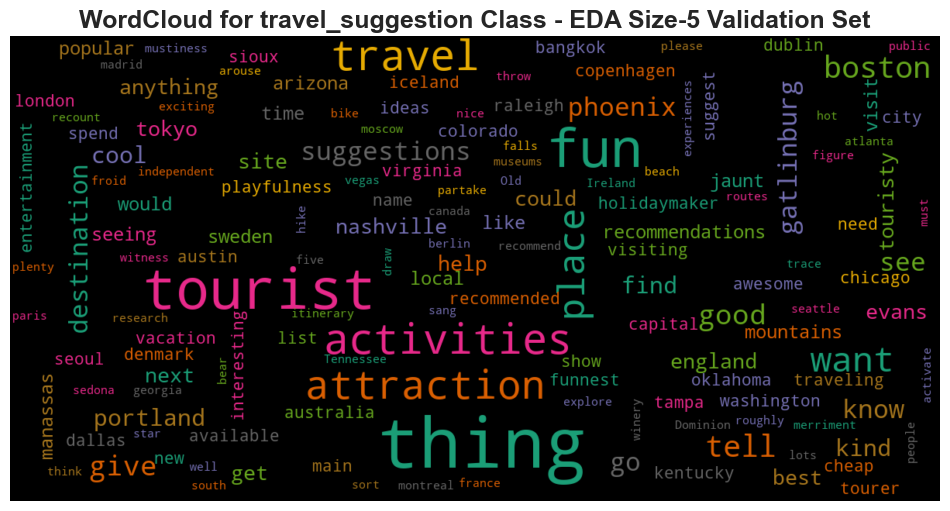 WordCloud for travel_suggestion Class - EDA Size-5 Validation Set
popular mustiness sioux travel bangkok please dublin public
madrid arouse throw copenhagen boston
london anything arizona iceland suggest visit
exciting time bike ideas raleigh nice phoenix experiences gatlinburg hot city
recount spend tokyo moscow colorado fun atlanta
entertainment cool site suggestions falls museums beach figure touristy
independent virginia
froid playfulness vegas partake Old Ireland jaunt routes must
destination would name could holidaymaker
hike canada need
seeing sweden nashville like place recommendations
witness berlin recommend visiting see
plenty austin five draw local help trace
tourist find awesome chicago
recommended
paris research itinerary sang capital good seattle evans
interesting activities mountains
vacation list
seoul denmark Tennessee show england want activate
bear next attraction funnest oklahoma traveling
sedona georgia explore tampa washington know
manassas portland australia thing winery Dominion roughly merriment people
dallas star available tell kind
new main go lots
think give well get kentucky best cheap
south sort montreal france tourer